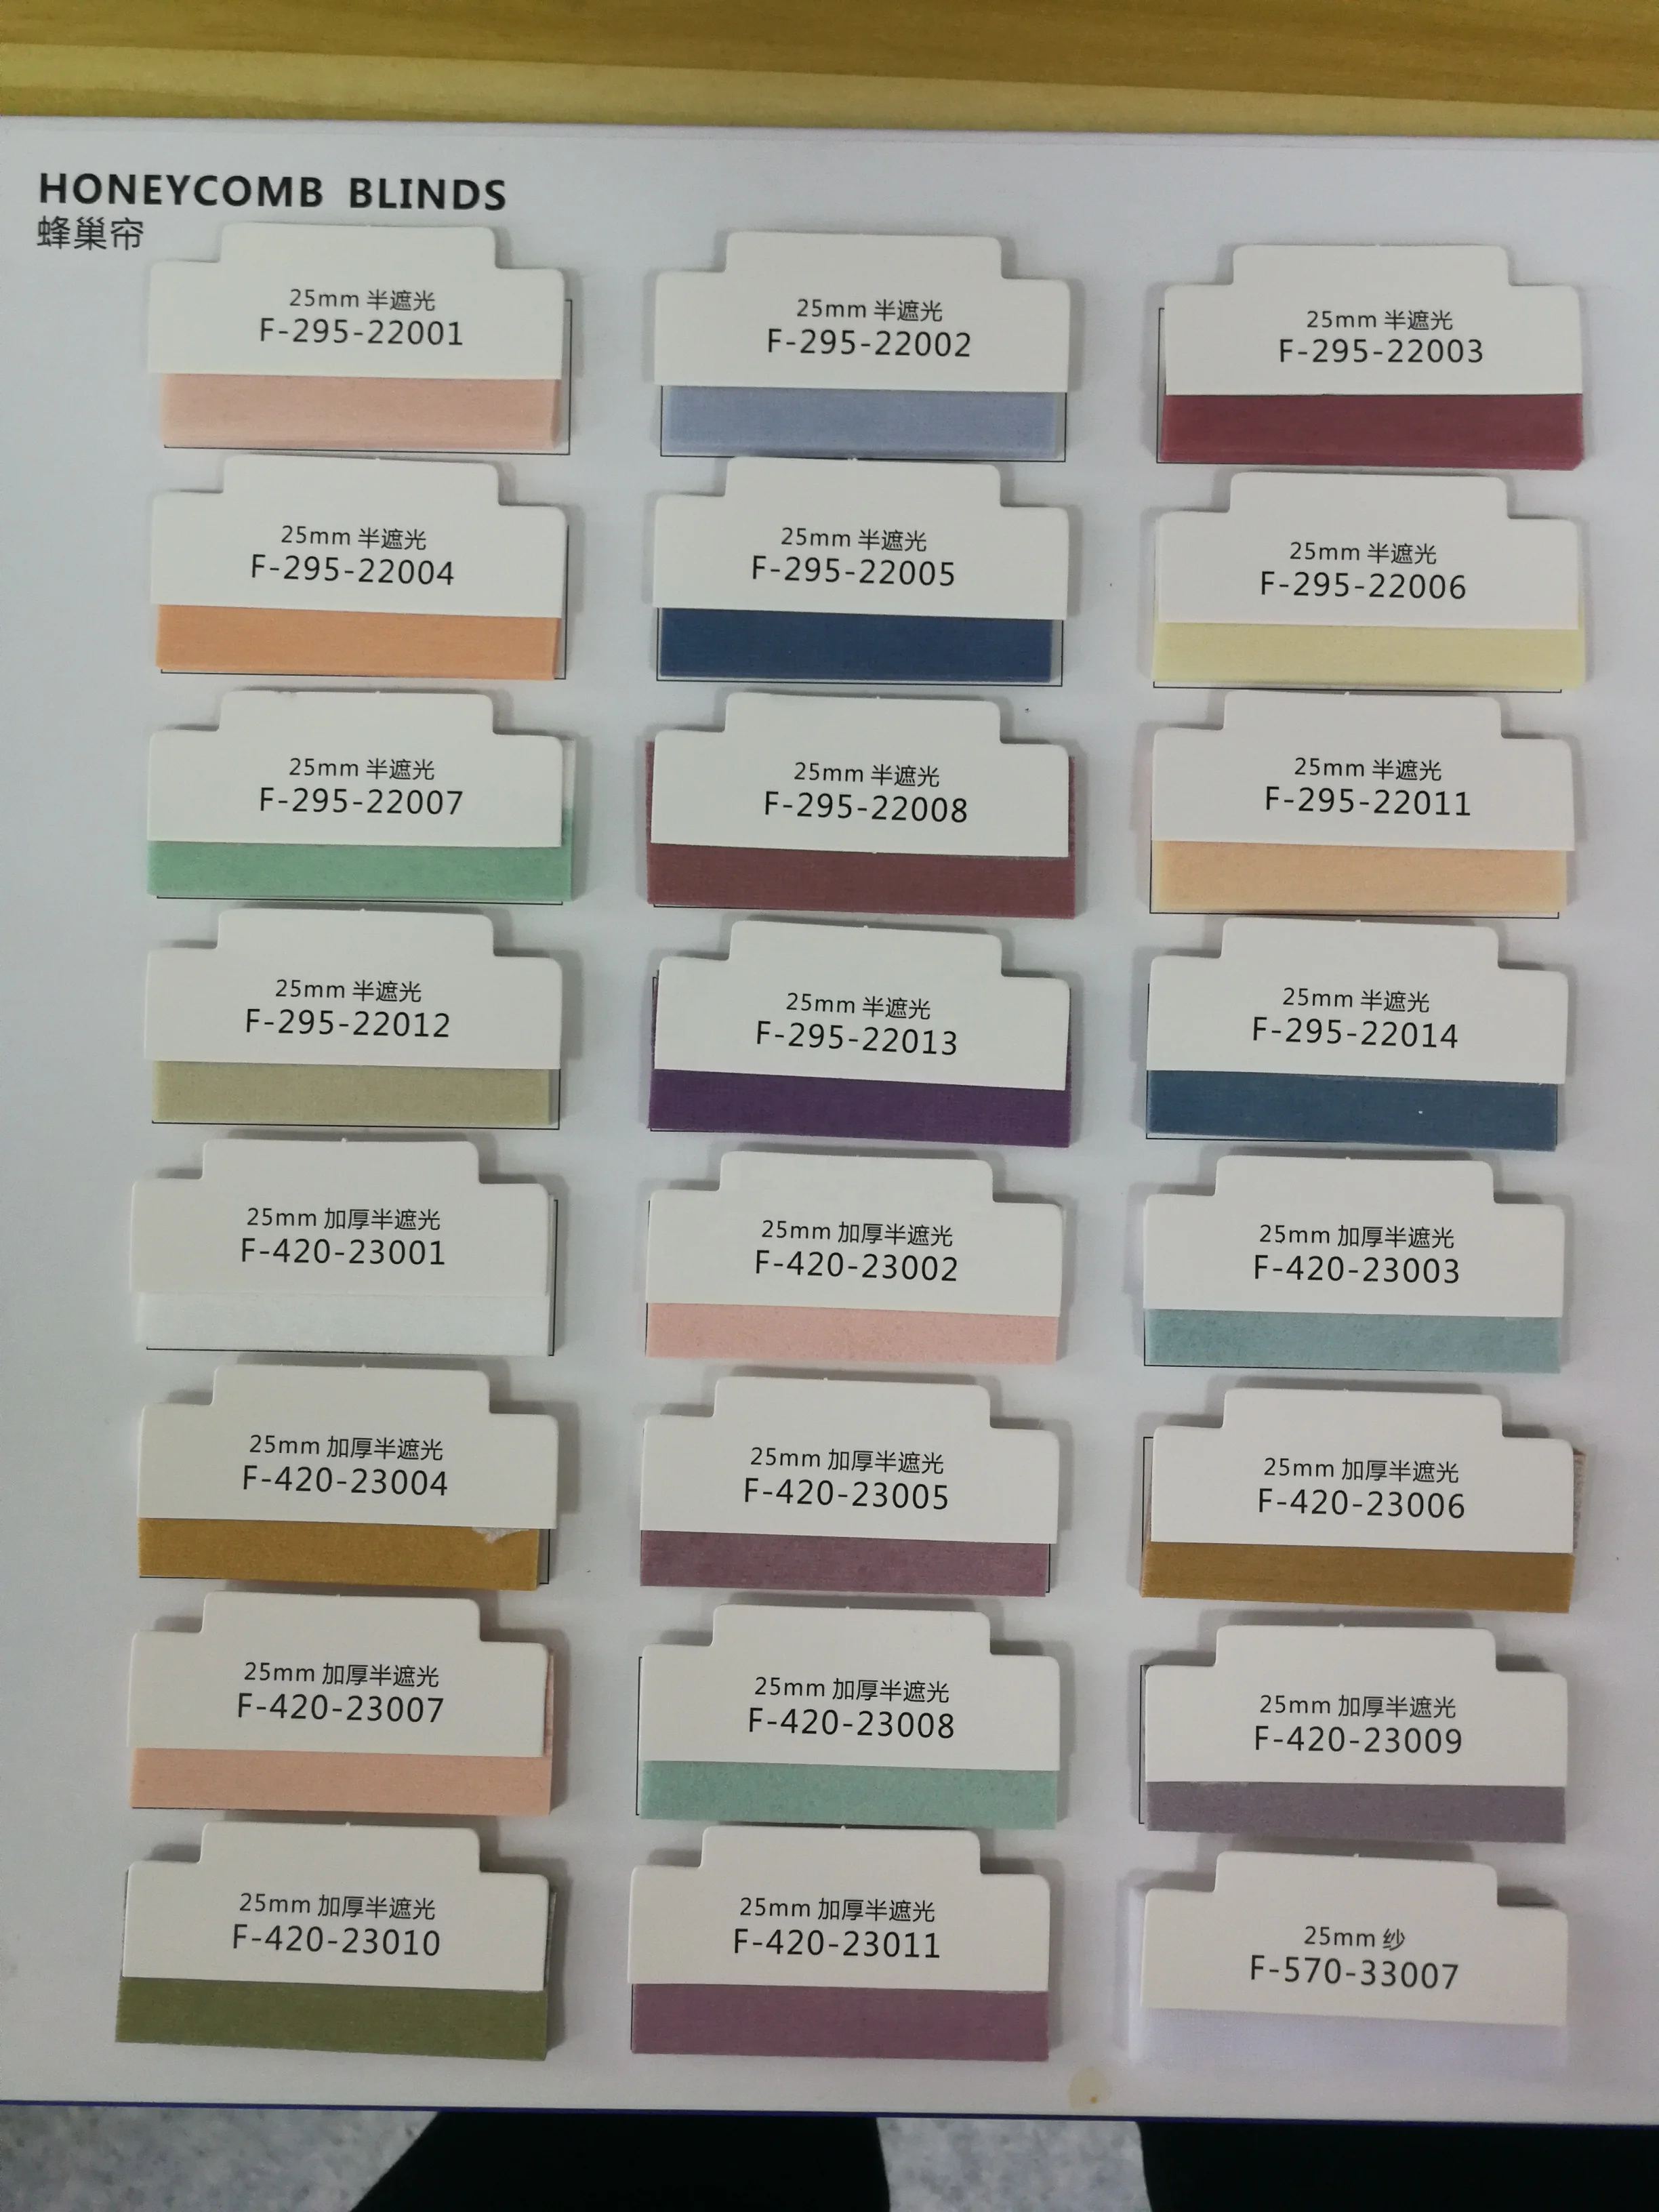 HONEYCOMB BLINDS
蜂巢帘
25mm 半遮光
F-295-22001
25mm 半遮光
F-295-22002
25mm 半遮光
F-295-22003
25mm 半遮光
F-295-22004
25mm 半遮光
F-295-22005
25mm 半遮光
F-295-22006
25mm 半遮光
F-295-22007
25mm 半遮光
F-295-22008
25mm 半遮光
F-295-22011
25mm 半遮光
F-295-22012
25mm 半遮光
F-295-22013
25mm 半遮光
F-295-22014
25mm 加厚半遮光
F-420-23001
25mm 加厚半遮光
F-420-23002
25mm 加厚半遮光
F-420-23003
25mm 加厚半遮光
F-420-23004
25mm 加厚半遮光
F-420-23005
25mm 加厚半遮光
F-420-23006
25mm 加厚半遮光
F-420-23007
25mm 加厚半遮光
F-420-23008
25mm 加厚半遮光
F-420-23009
25mm 加厚半遮光
F-420-23010
25mm 加厚半遮光
F-420-23011
25mm 纱
F-570-33007